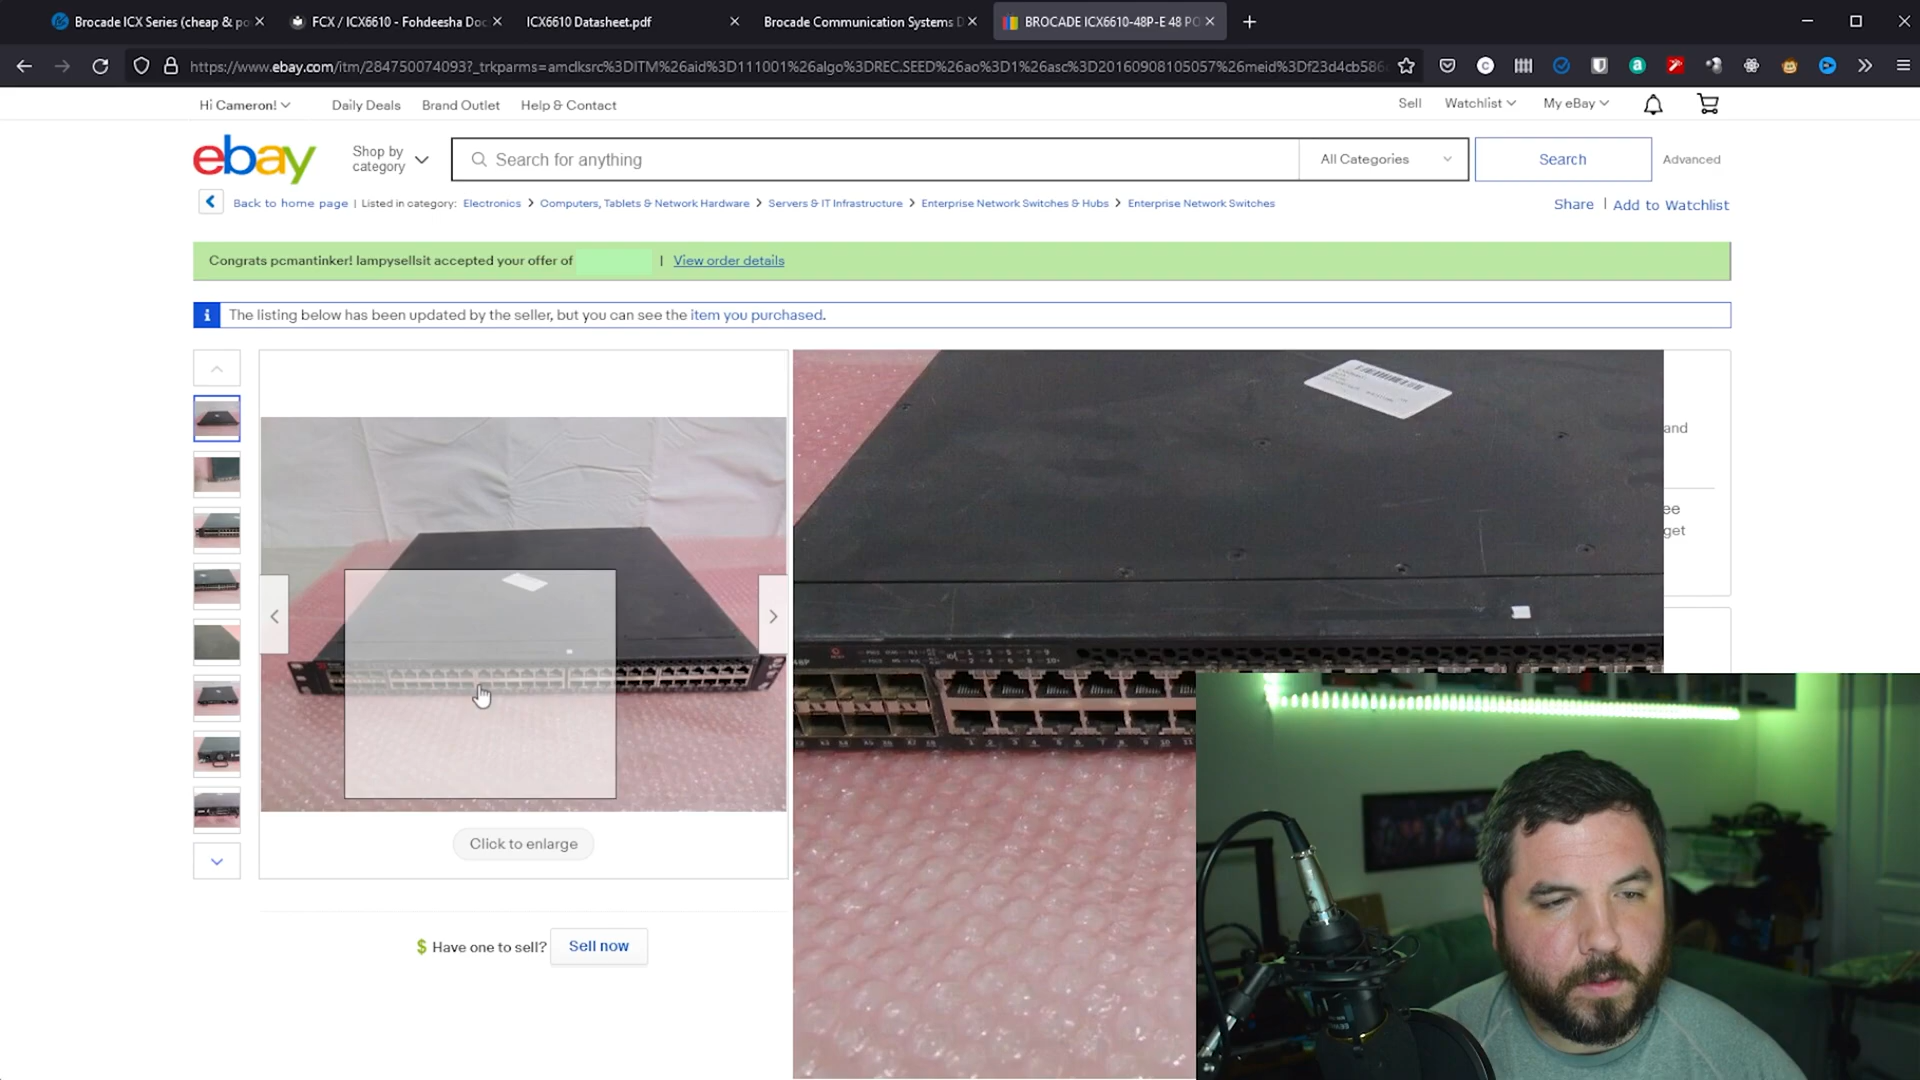 Brocade ICX Series (cheap & po
FCX / ICX6610 - Fohdeesha Doc
ICX6610 Datasheet.pdf
Brocade Communication Systems D
BROCADE ICX6610-48P-E 48 PO
https://www.ebay.com/itm/284750074093?_trkparms=amclksrc%3DITM%26aid%3D111001%26algo%3DREC.SEED%26ao%3D1%26asc%3D20160908105057%26meid%3Df23d4cb586
Hi Cameron!
Daily Deals
Brand Outlet
Help & Contact
Sell
Watchlist
My eBay
ebay
Shop by category
Search for anything
All Categories
Search
Advanced
Back to home page | Listed in category: Electronics > Computers, Tablets & Network Hardware > Servers & IT Infrastructure > Enterprise Network Switches & Hubs > Enterprise Network Switches
Share | Add to Watchlist
Congrats pcmantinker! lampysellsit accepted your offer of | View order details
The listing below has been updated by the seller, but you can see the item you purchased.
and
ee
get
Click to enlarge
$ Have one to sell? Sell now